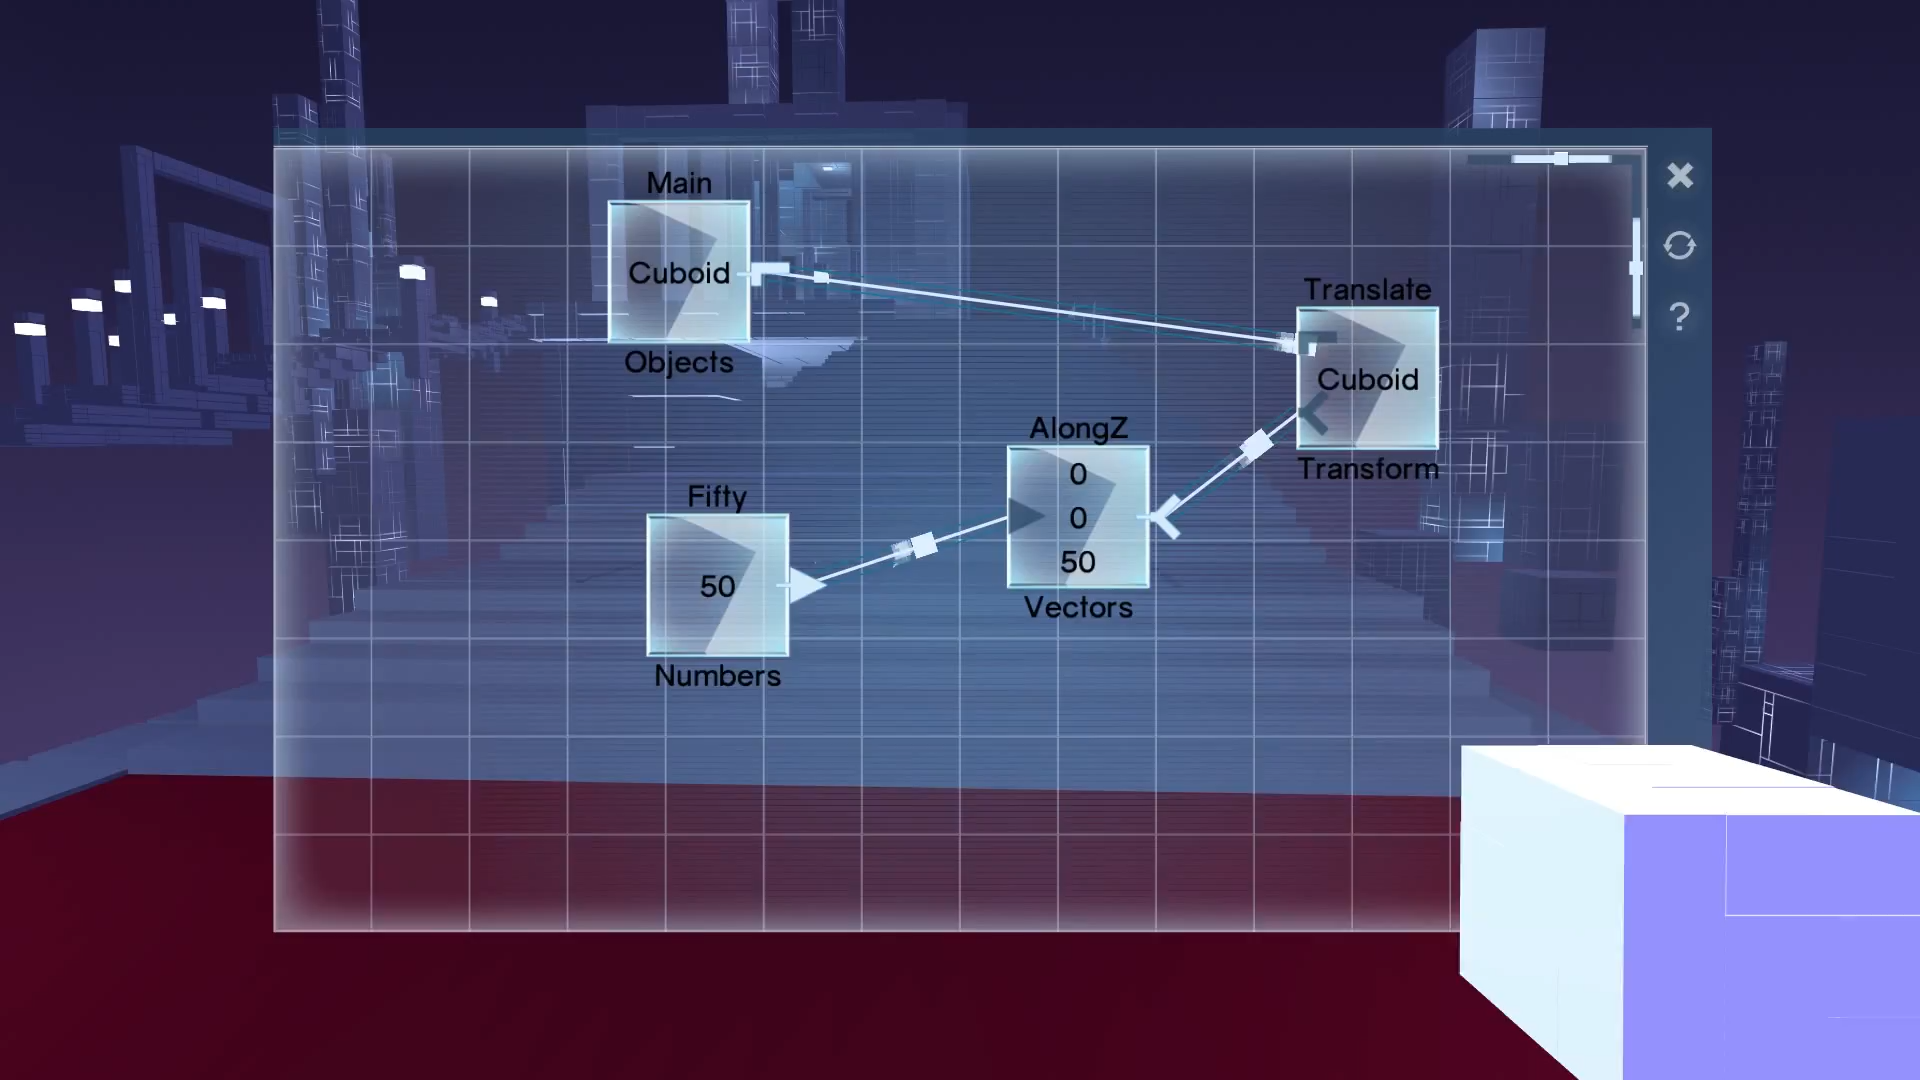 Main
Cuboid
Objects
Translate
Cuboid
Transform
AlongZ
0
0
50
Vectors
Fifty
50
Numbers
?